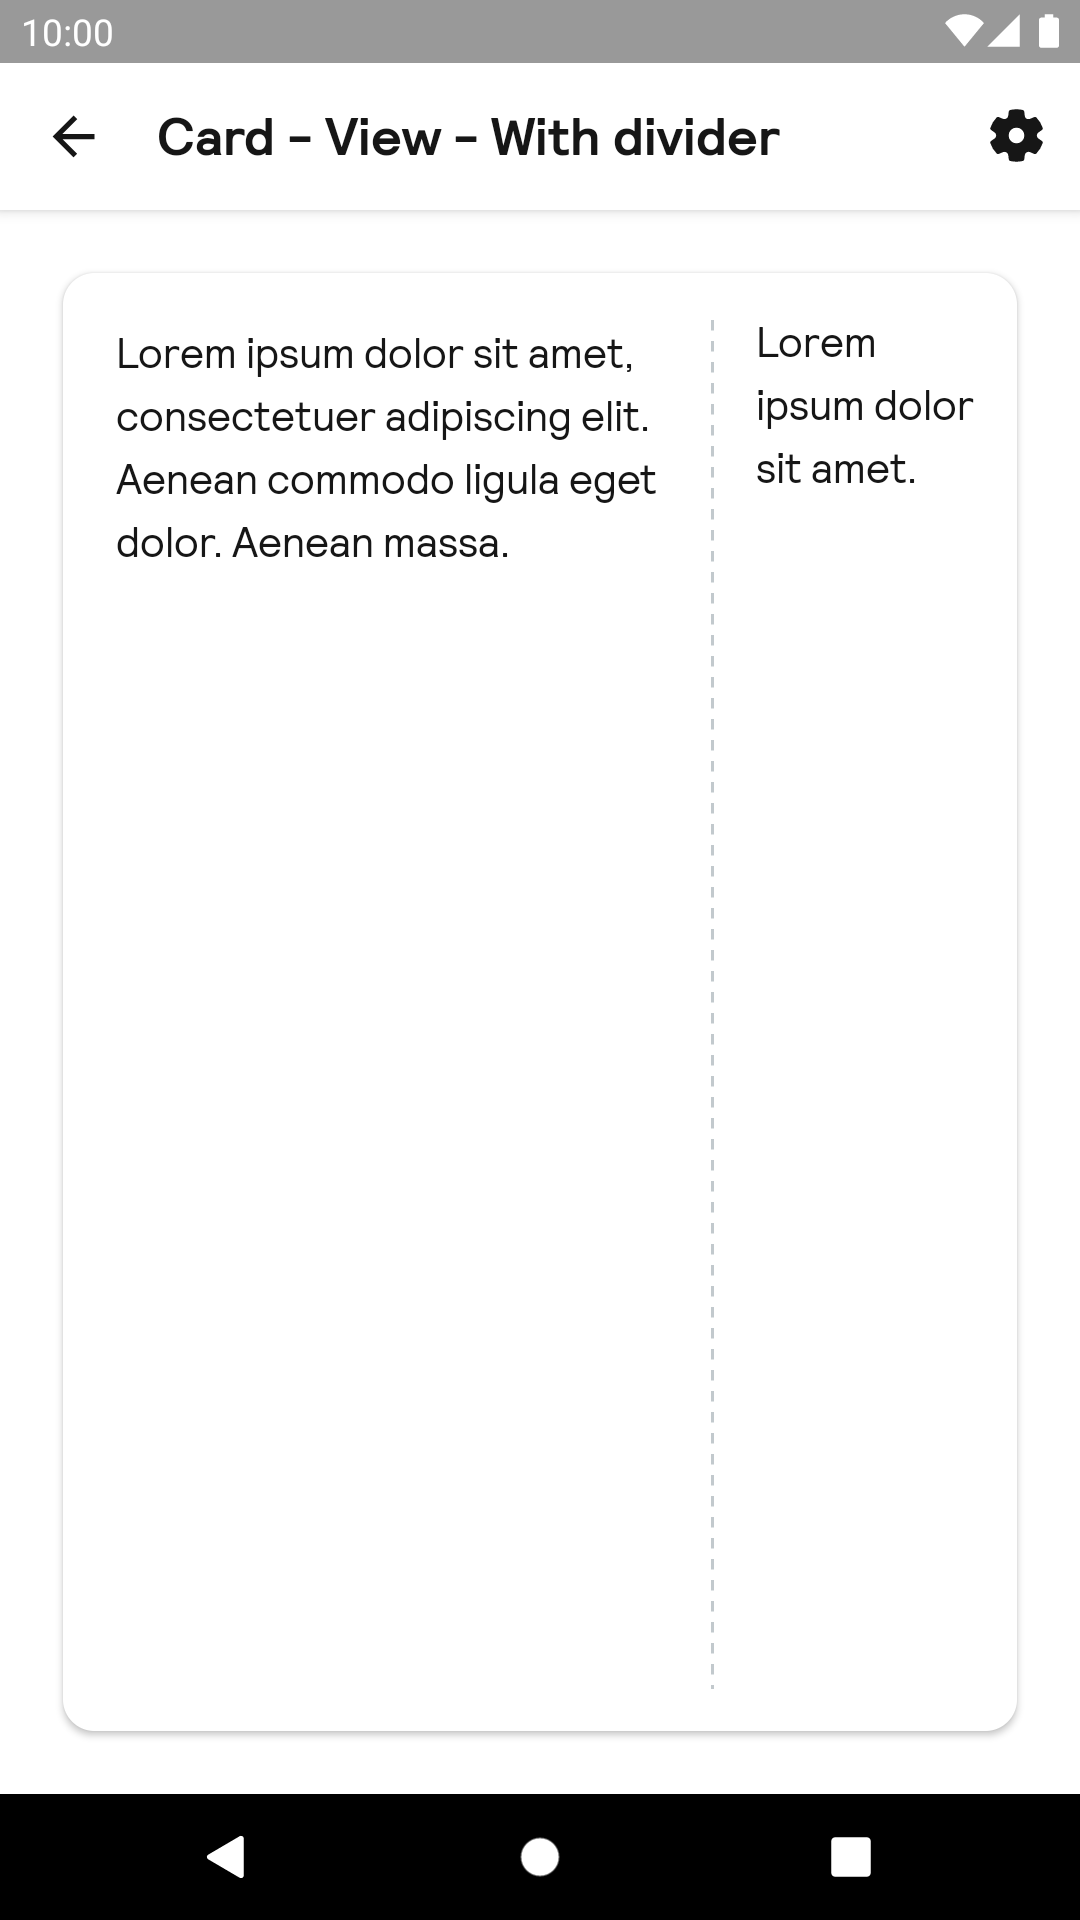 10:00
Card - View - With divider
Lorem ipsum dolor sit amet,
consectetuer adipiscing elit.
Aenean commodo ligula eget
dolor. Aenean massa.
Lorem
ipsum dolor
sit amet.